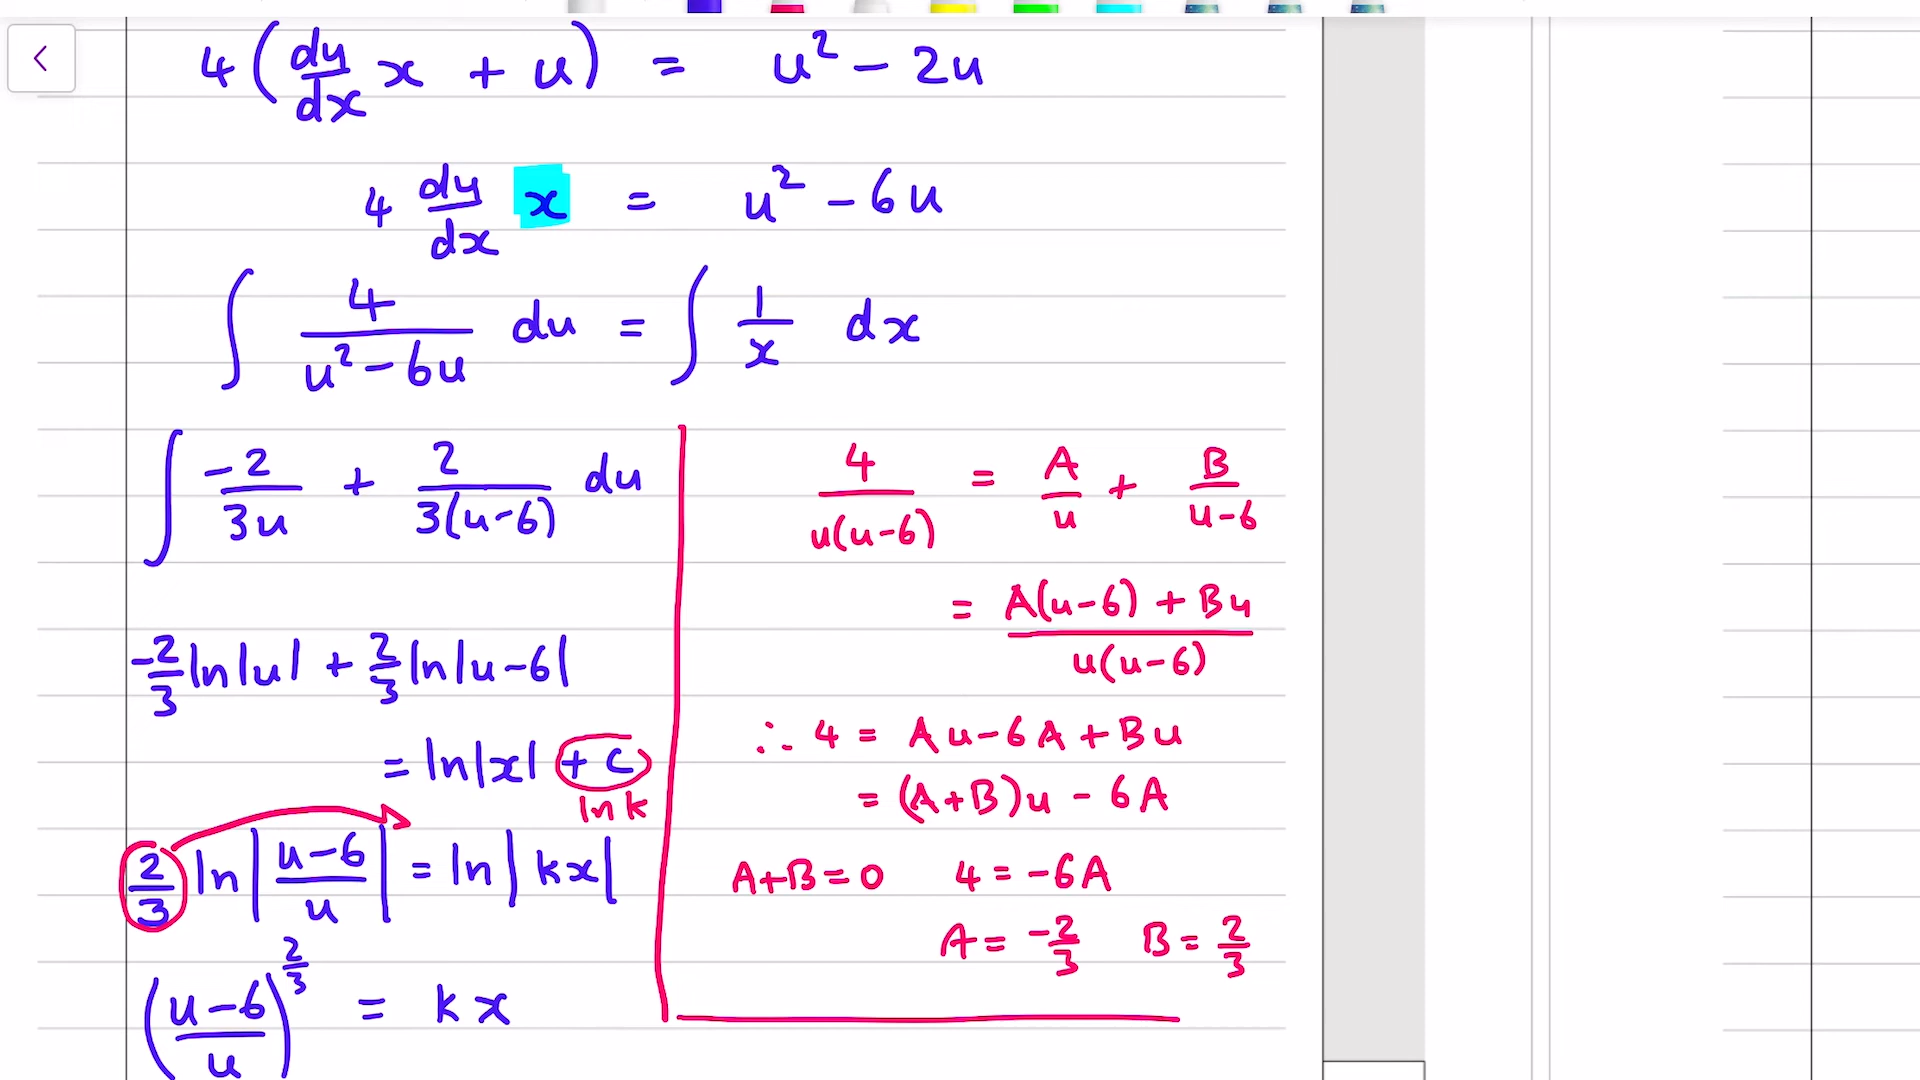 4(du/dx x + u) = u² - 2u
4 du/dx x = u² - 6u
∫ 4/(u² - 6u) du = ∫ 1/x dx
∫ -2/3u + 2/3(u-6) du
-2/3 ln|u| + 2/3 ln|u-6|
= ln|x| + c
ln k
2/3 ln|(u-6)/u| = ln|kx|
((u-6)/u)^(2/3) = kx
4/u(u-6) = A/u + B/(u-6)
= (A(u-6) + Bu)/u(u-6)
∴ 4 = Au - 6A + Bu
= (A+B)u - 6A
A+B=0 4 = -6A
A = -2/3 B = 2/3